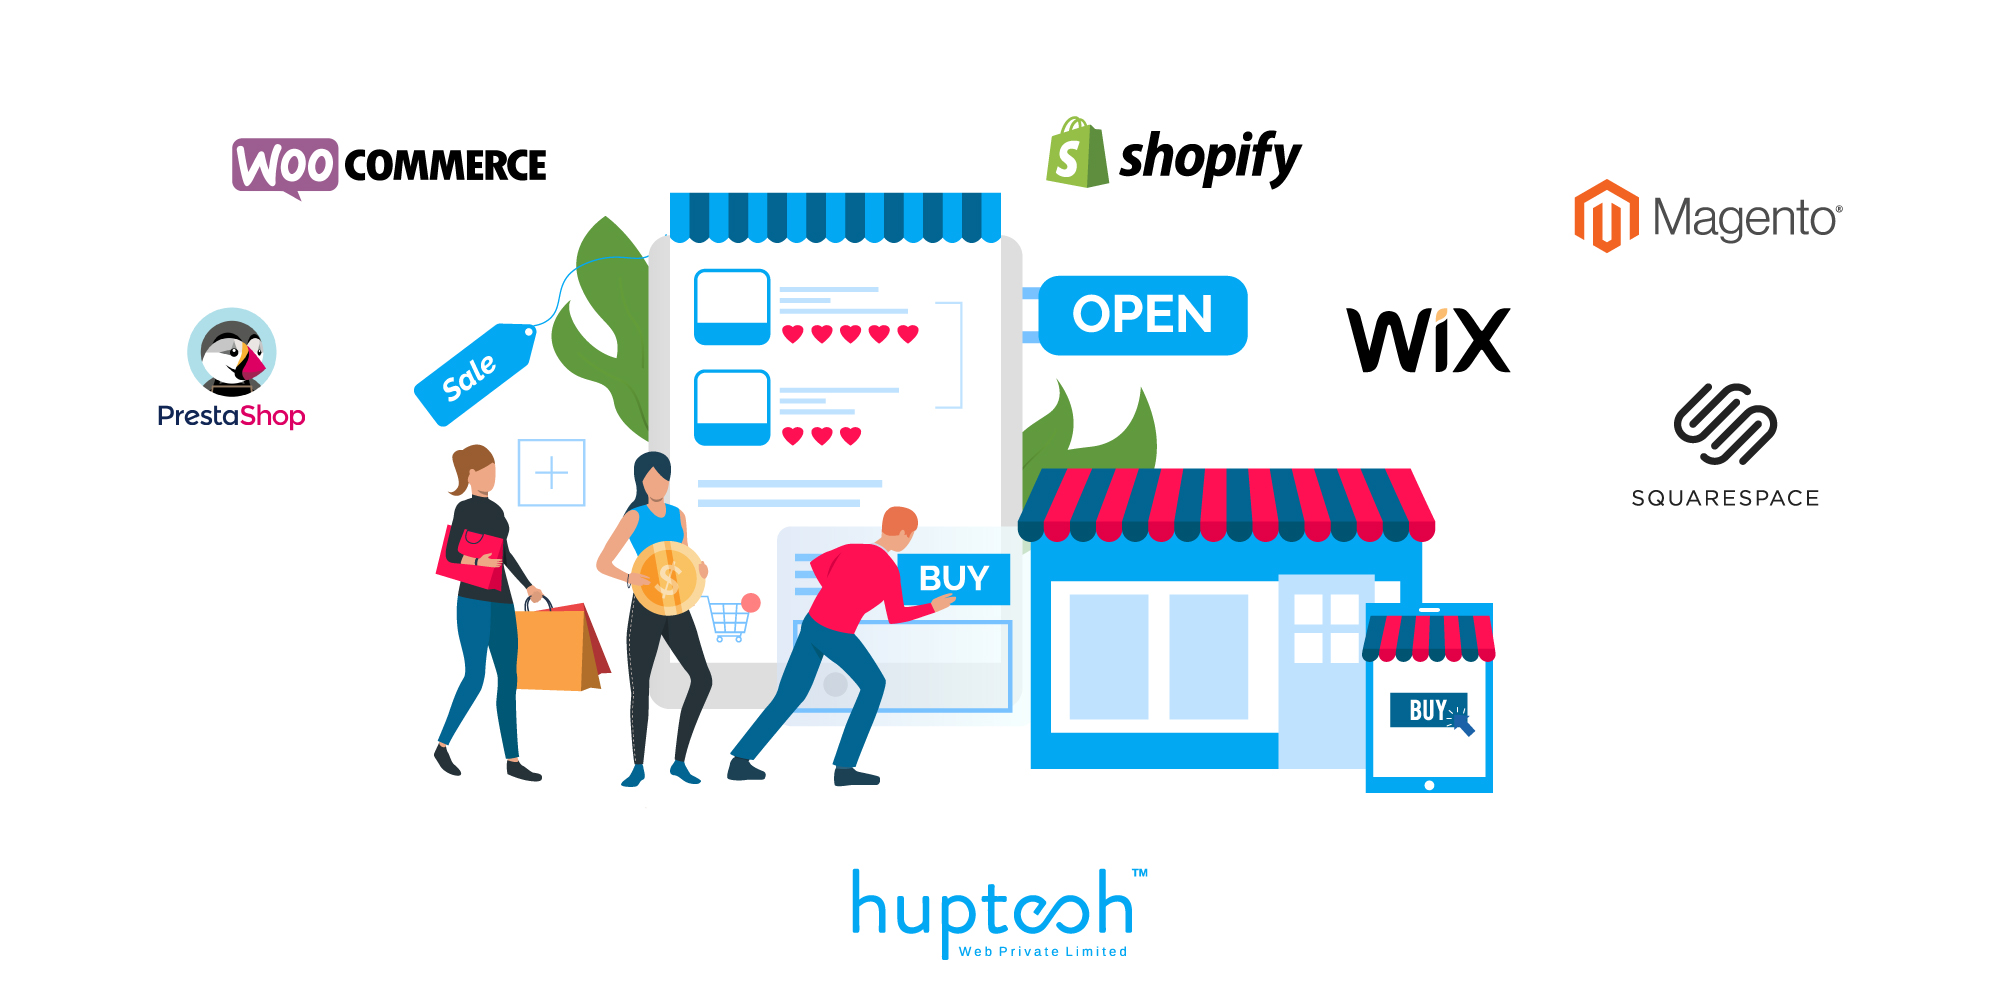 WOO COMMERCE
shopify
Magento®
OPEN
WiX
Sale
PrestaShop
SQUARESPACE
$
BUY
BUY
huptech™
Web Private Limited